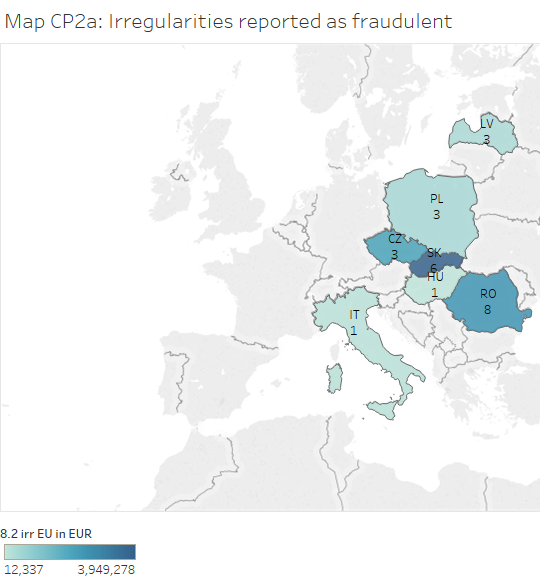 Map CP2a: Irregularities reported as fraudulent
LV
3
PL
3
CZ
3
SK
6
HU
1
RO
8
IT
1
8.2 irr EU in EUR
12,337 3,949,278